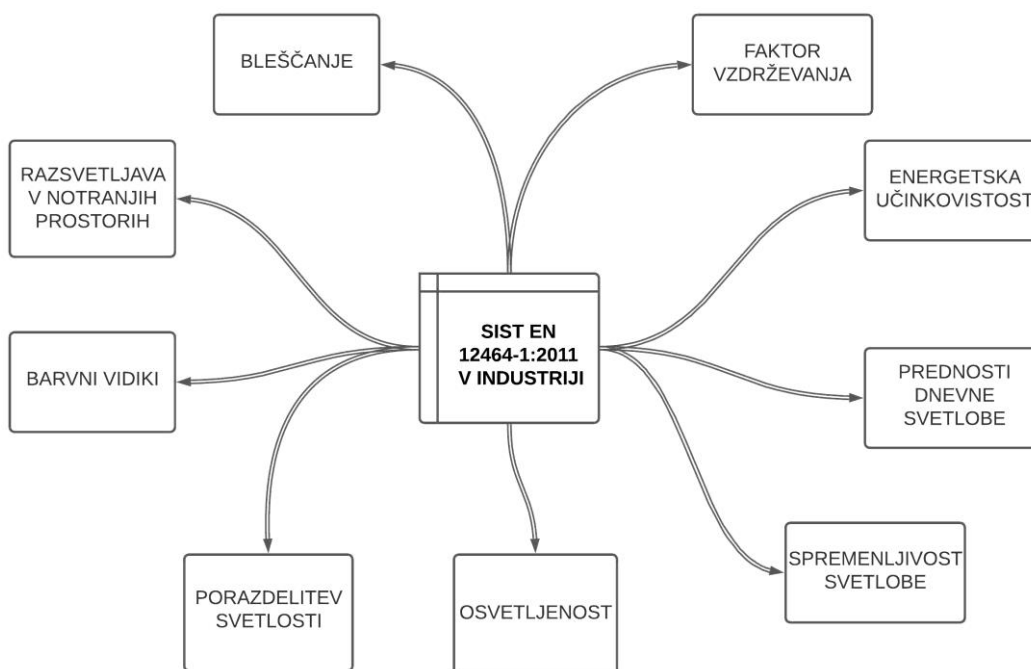 BLEŠČANJE
FAKTOR
VZDRŽEVANJA
RAZSVETLJAVA
V NOTRANJIH
PROSTORIH
ENERGETSKA
UČINKOVISTOST
SIST EN
12464-1:2011
V INDUSTRIJI
BARVNI VIDIKI
PREDNOSTI
DNEVNE
SVETLOBE
PORAZDELITEV
SVETLOSTI
OSVETLJENOST
SPREMENLJIVOST
SVETLOBE